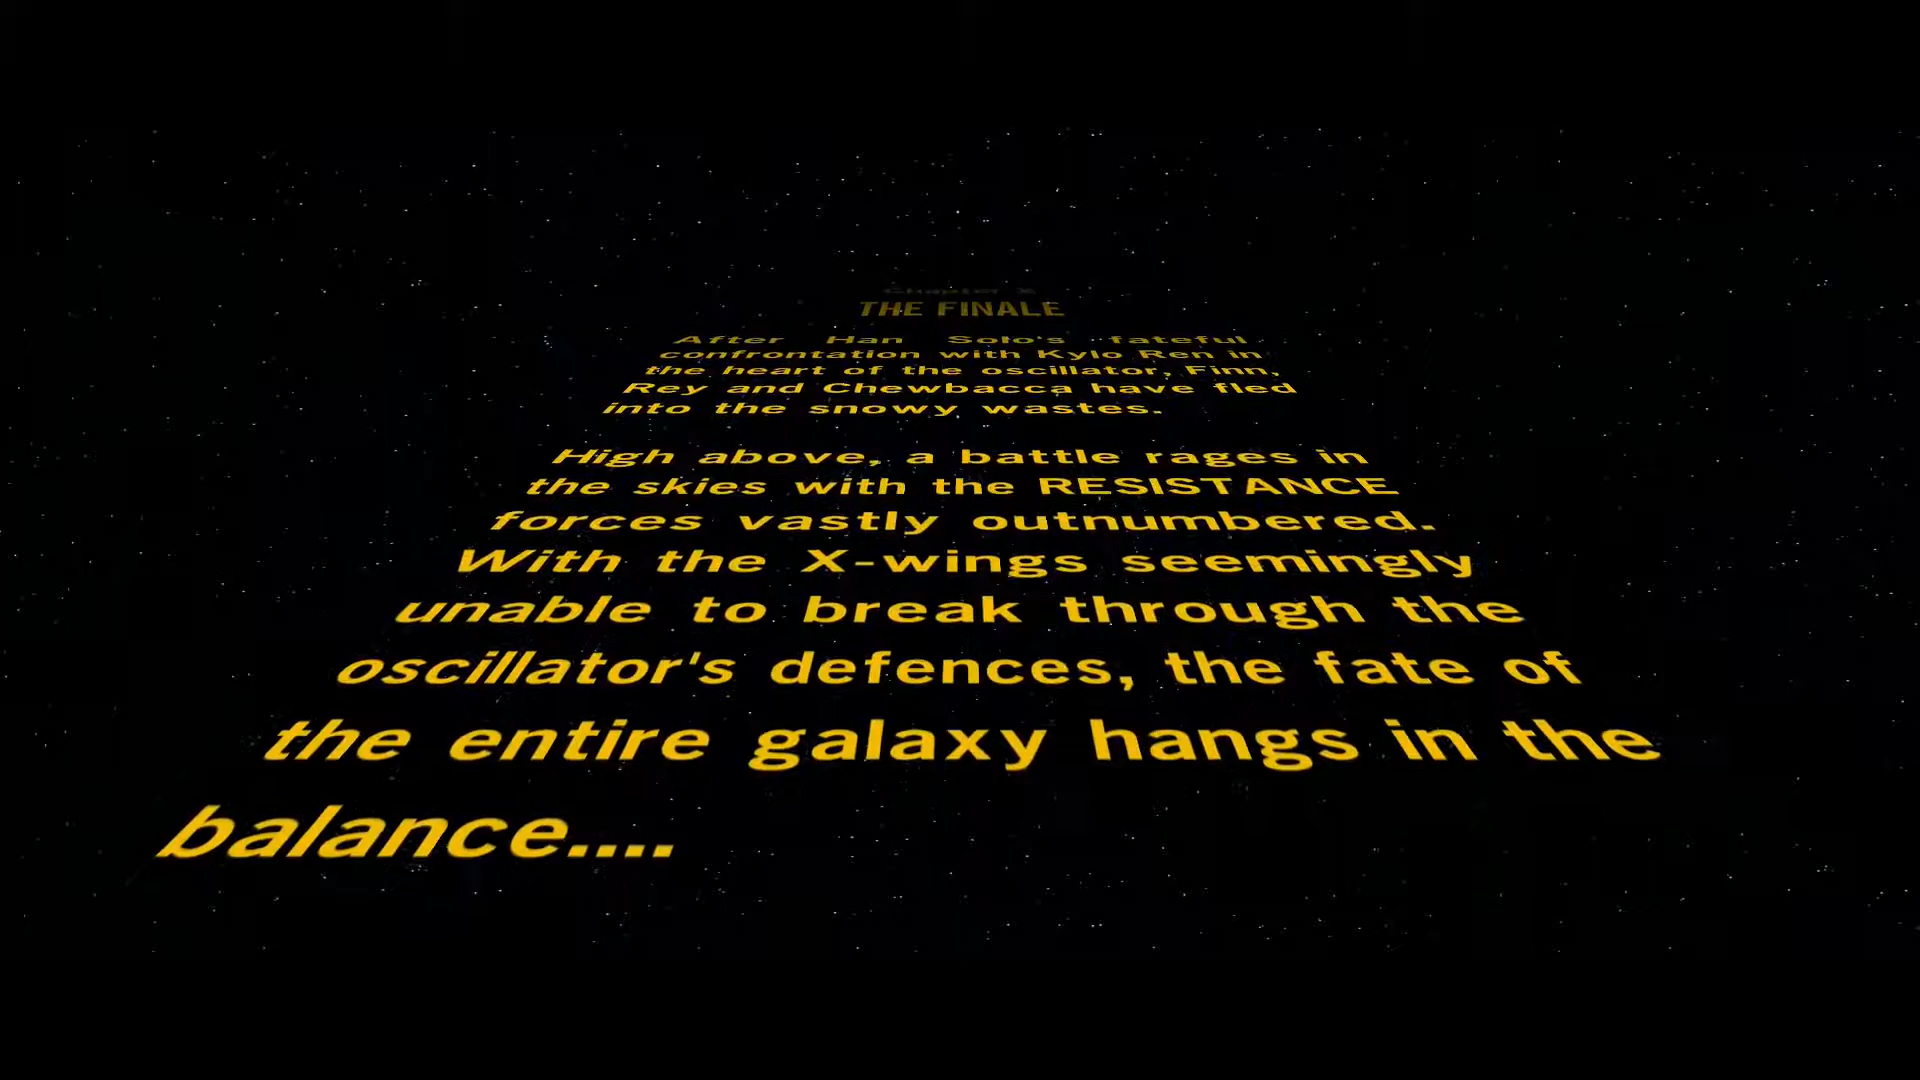 Chapter X
THE FINALE
After Han Solo's fateful
confrontation with Kylo Ren in
the heart of the oscillator, Finn,
Rey and Chewbacca have fled
into the snowy wastes.
High above, a battle rages in
the skies with the RESISTANCE
forces vastly outnumbered.
With the X-wings seemingly
unable to break through the
oscillator's defences, the fate of
the entire galaxy hangs in the
balance....